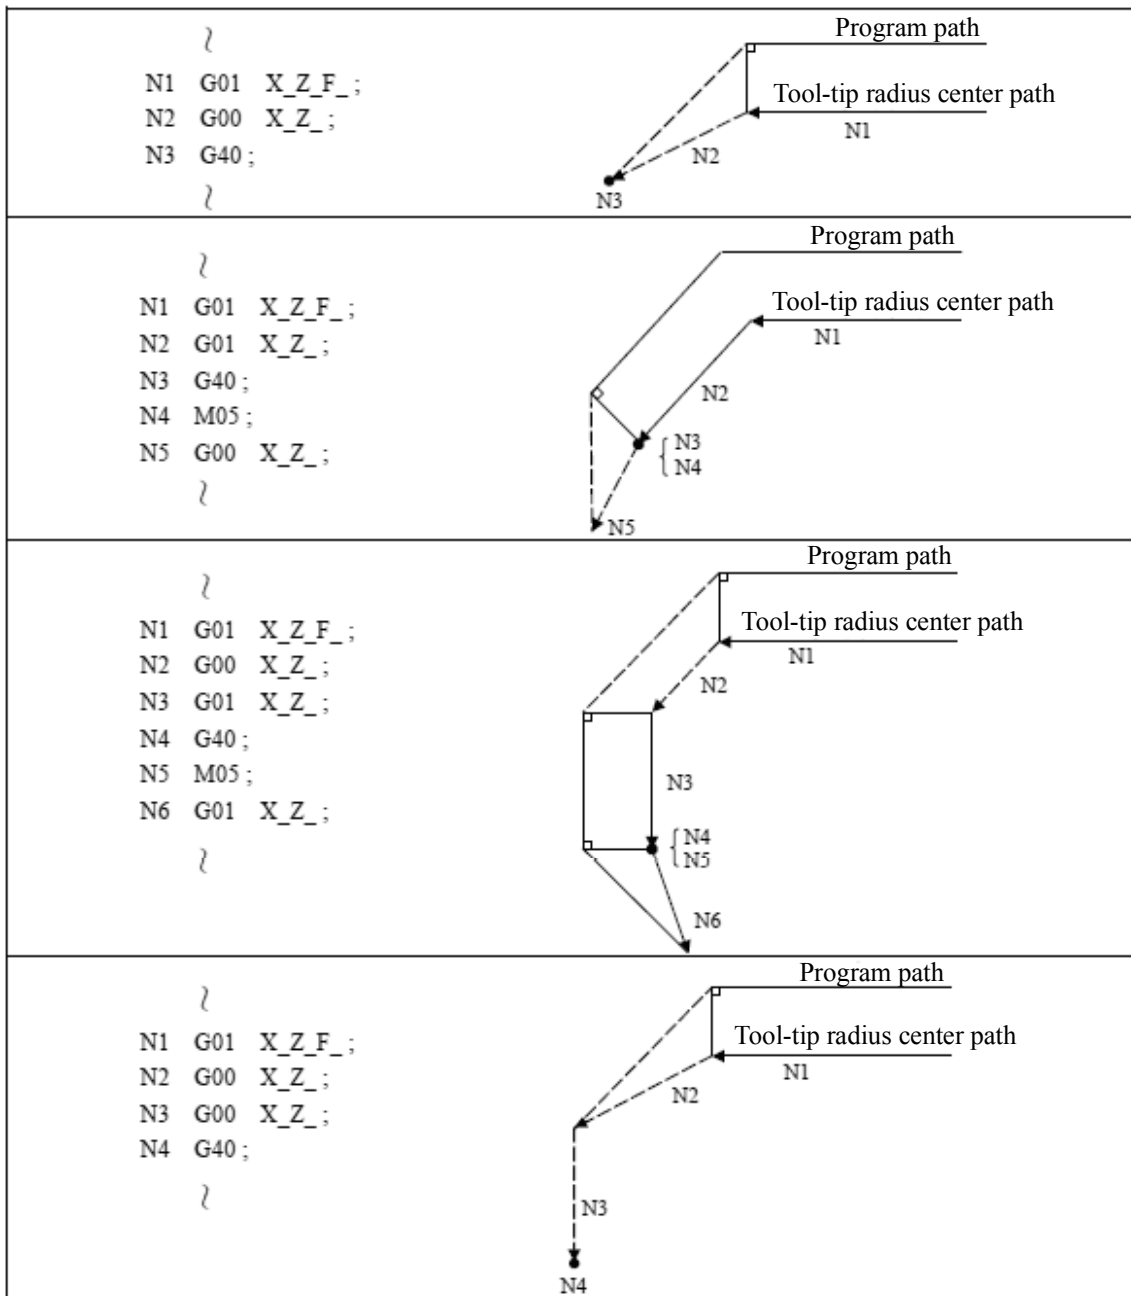 Program path
N1 G01 X_Z_F_ ;
Tool-tip radius center path
N2 G00 X_Z_ ;
N1
N3 G40 ;
N2
N3
Program path
N1 G01 X_Z_F_ ;
Tool-tip radius center path
N2 G01 X_Z_ ;
N1
N3 G40 ;
N2
N4 M05 ;
N3
N5 G00 X_Z_ ;
N4
N5
Program path
N1 G01 X_Z_F_ ;
Tool-tip radius center path
N2 G00 X_Z_ ;
N1
N3 G01 X_Z_ ;
N2
N4 G40 ;
N5 M05 ;
N3
N6 G01 X_Z_ ;
N4
N5
N6
Program path
N1 G01 X_Z_F_ ;
Tool-tip radius center path
N2 G00 X_Z_ ;
N1
N3 G00 X_Z_ ;
N2
N4 G40 ;
N3
N4